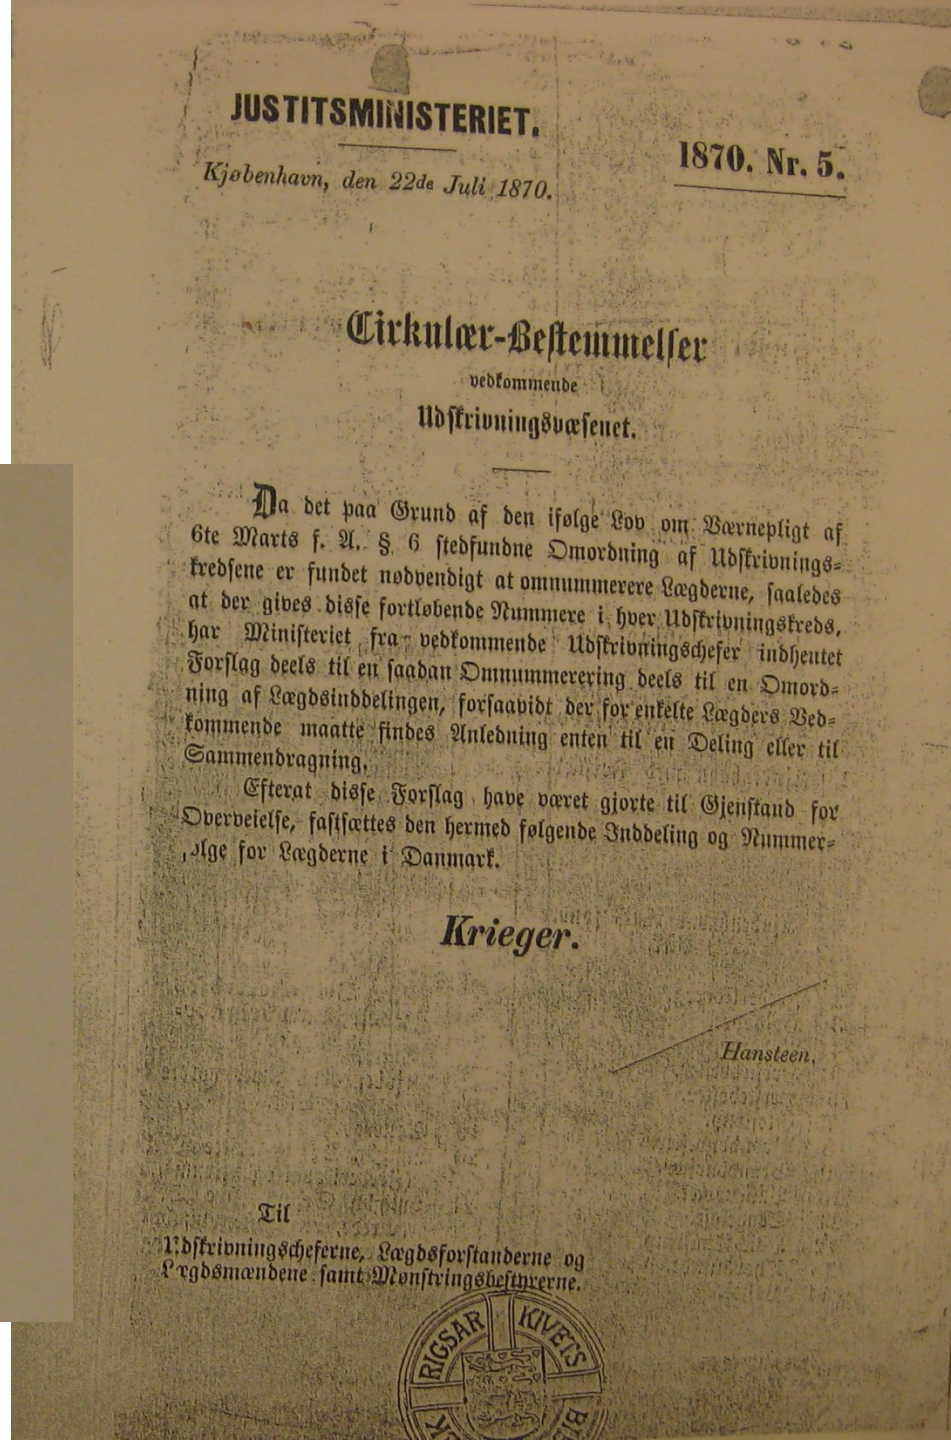 JUSTITSMINISTERIET.
1870. Nr. 5.
Kjøbenhavn, den 22de Juli 1870.
Cirkulær-Bestemmelser
vedkommende
Udskrivningsvæsenet.
Da det paa Grund af den ifølge Lov om Værnepligt af
6te Marts f. A. § 6 stedfundne Omordning af Udskrivnings-
kredsene er fundet nødvendigt at omnummerere Lægderne, saaledes
at der gives disse fortløbende Nummere i hver Udskrivningskreds,
har Ministeriet fra vedkommende Udskrivningschefer indhentet
Forslag deels til en saadan Omnummerering deels til en Omord-
ning af Lægdsinddelingen, forsaavidt der for enkelte Lægders Ved-
kommende maatte findes Anledning enten til en Deling eller til
Sammendragning.
Efterat disse Forslag have været gjorte til Gjenstand for
Overveielse, fastsættes den hermed følgende Inddeling og Nummer-
følge for Lægderne i Danmark.
Krieger.
Hansteen.
Til
Udskrivningscheferne, Lægdsforstanderne og
Lægdsmændene samt Mønstringsbestyrerne.
RIGSARKIVETS